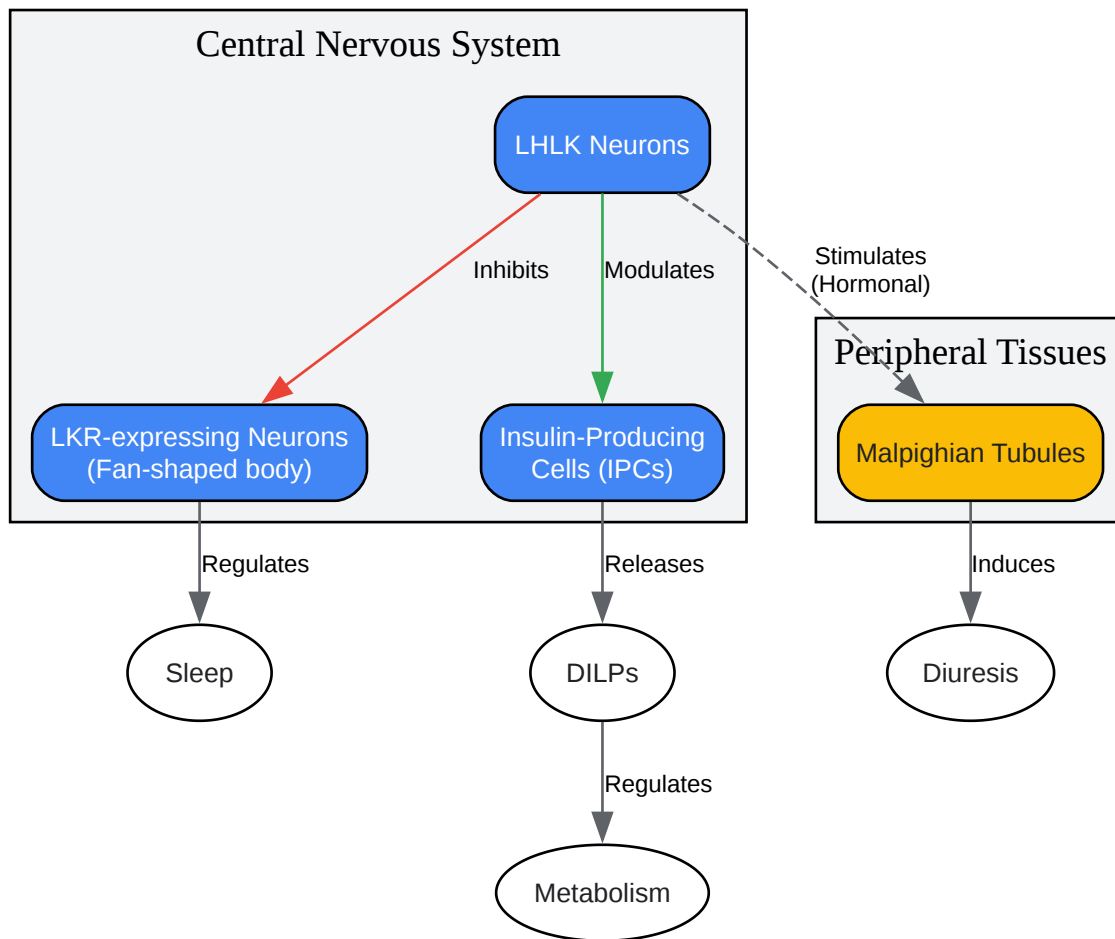 Central Nervous System
LHLK Neurons
Inhibits
Modulates
Stimulates
(Hormonal)
Peripheral Tissues
LKR-expressing Neurons
(Fan-shaped body)
Insulin-Producing
Cells (IPCs)
Malpighian Tubules
Regulates
Releases
Induces
Sleep
DILPs
Diuresis
Regulates
Metabolism